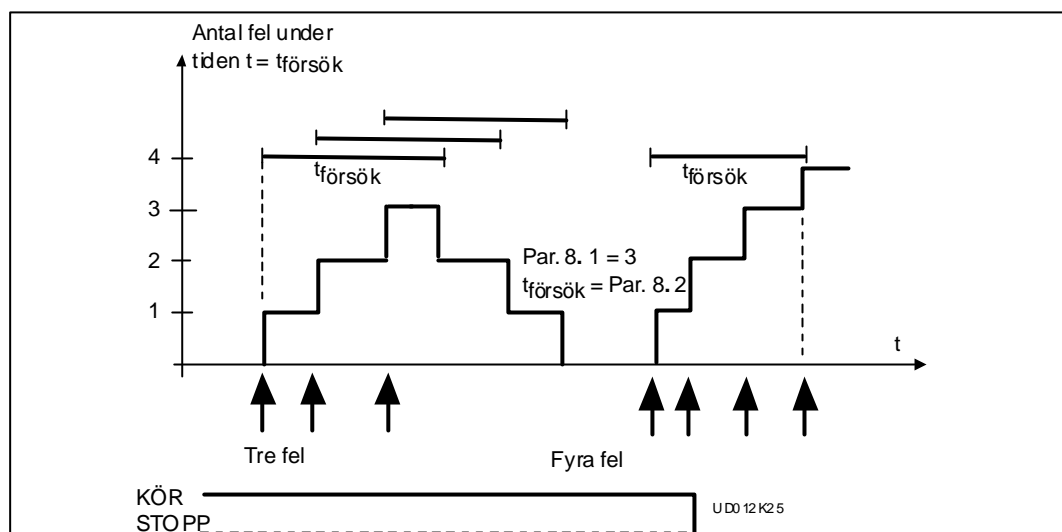 Antal fel under
tiden t = tförsök
4
tförsök
tförsök
3
2
Par. 8. 1 = 3
tförsök = Par. 8. 2
1
t
Tre fel
Fyra fel
KÖR
UD012K25
STOPP